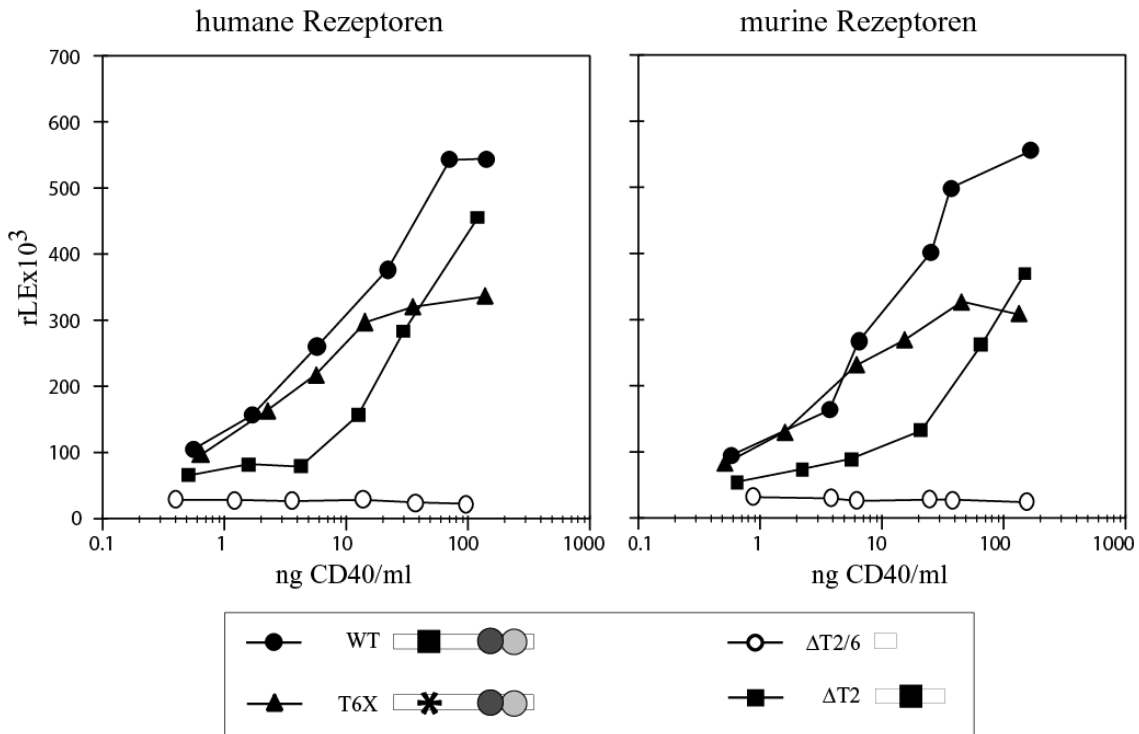 humane Rezeptoren
murine Rezeptoren
rLEx10³
700
600
500
400
300
200
100
0
0.1
1
10
100
1000
ng CD40/ml
0.1
1
10
100
1000
ng CD40/ml
WT
ΔT2/6
T6X
ΔT2